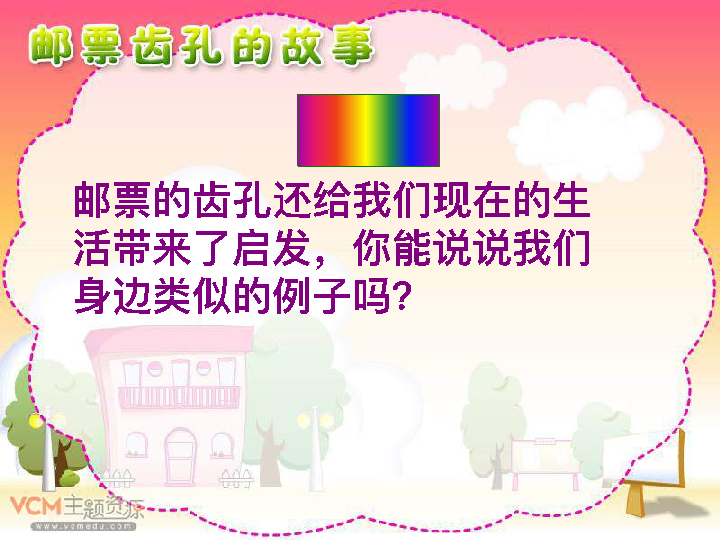 邮票齿孔的故事
邮票的齿孔还给我们现在的生
活带来了启发，你能说说我们
身边类似的例子吗？
VCM主题资源
www.vcmedu.com